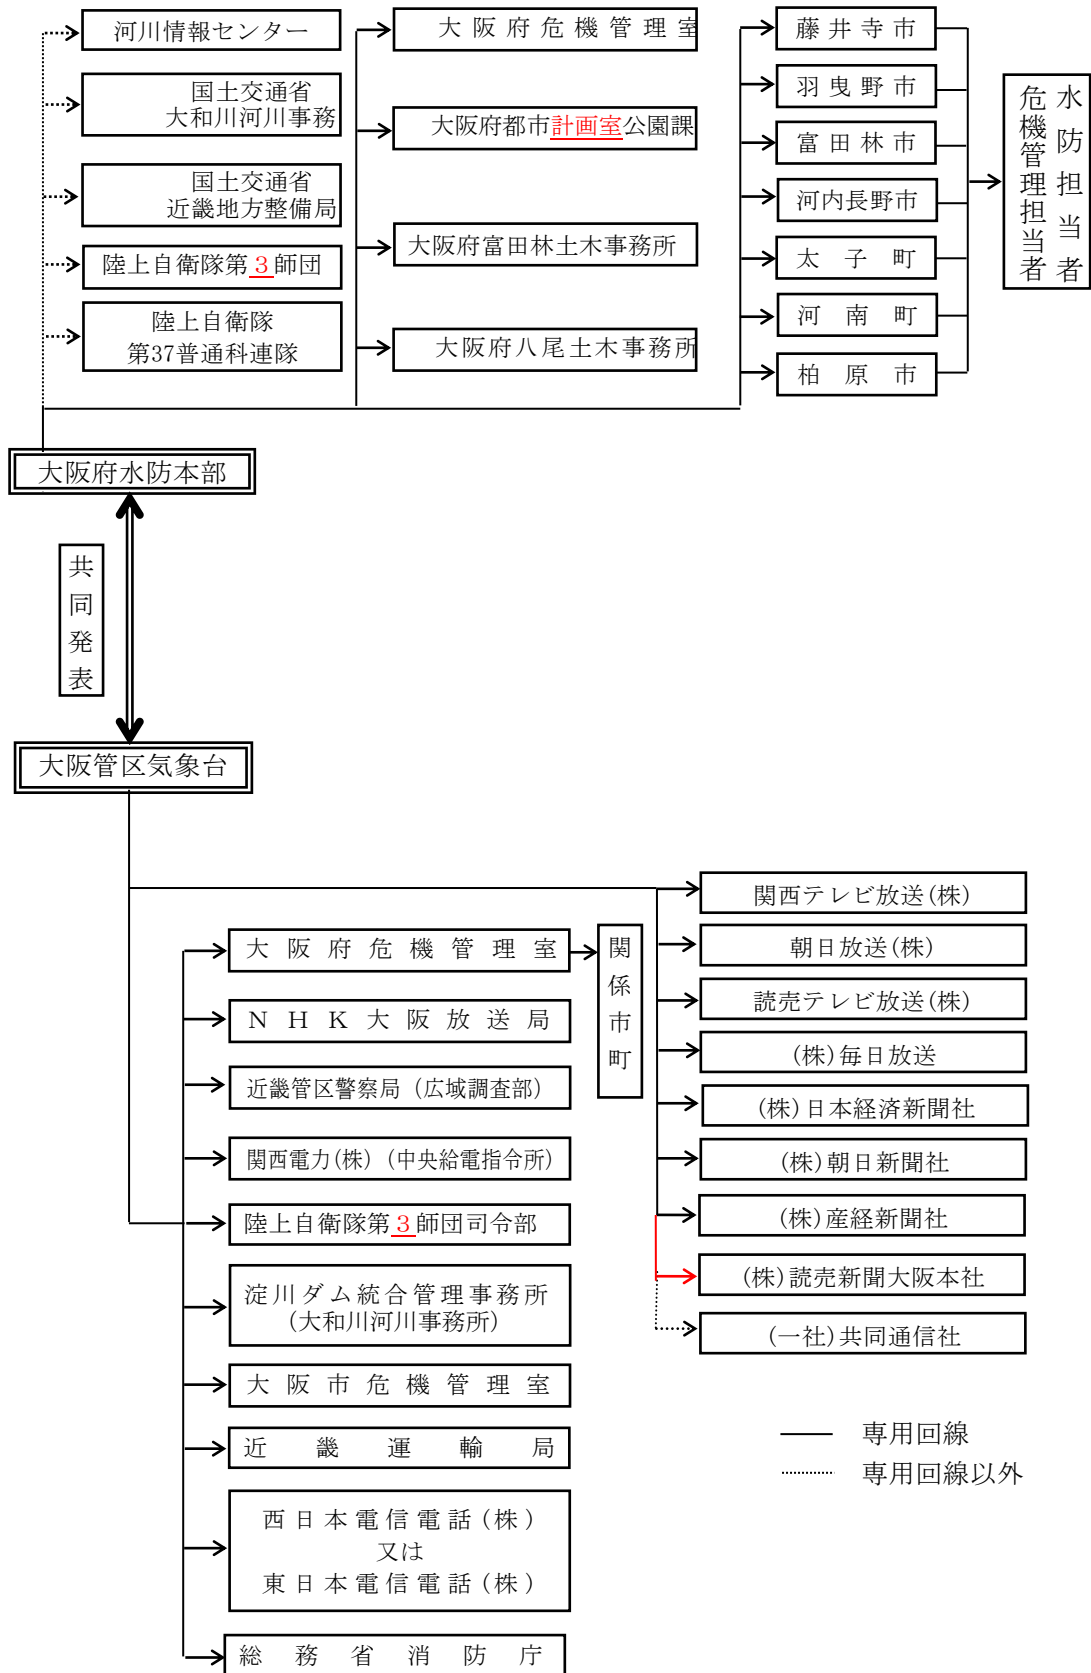 河川情報センター
国土交通省
大和川河川事務
国土交通省
近畿地方整備局
陸上自衛隊第３師団
陸上自衛隊
第37普通科連隊
大阪府危機管理室
大阪府都市計画室公園課
大阪府富田林土木事務所
大阪府八尾土木事務所
藤井寺市
羽曳野市
富田林市
河内長野市
太子町
河南町
柏原市
水防担当者
危機管理担当者
大阪府水防本部
共同発表
大阪管区気象台
大阪府危機管理室
ＮＨＫ大阪放送局
近畿管区警察局（広域調査部）
関西電力(株)（中央給電指令所）
陸上自衛隊第３師団司令部
淀川ダム統合管理事務所
（大和川河川事務所）
大阪市危機管理室
近畿運輸局
西日本電信電話(株)
又は
東日本電信電話(株)
総務省消防庁
関係市町
関西テレビ放送(株)
朝日放送(株)
読売テレビ放送(株)
(株)毎日放送
(株)日本経済新聞社
(株)朝日新聞社
(株)産経新聞社
(株)読売新聞大阪本社
(一社)共同通信社
専用回線
専用回線以外